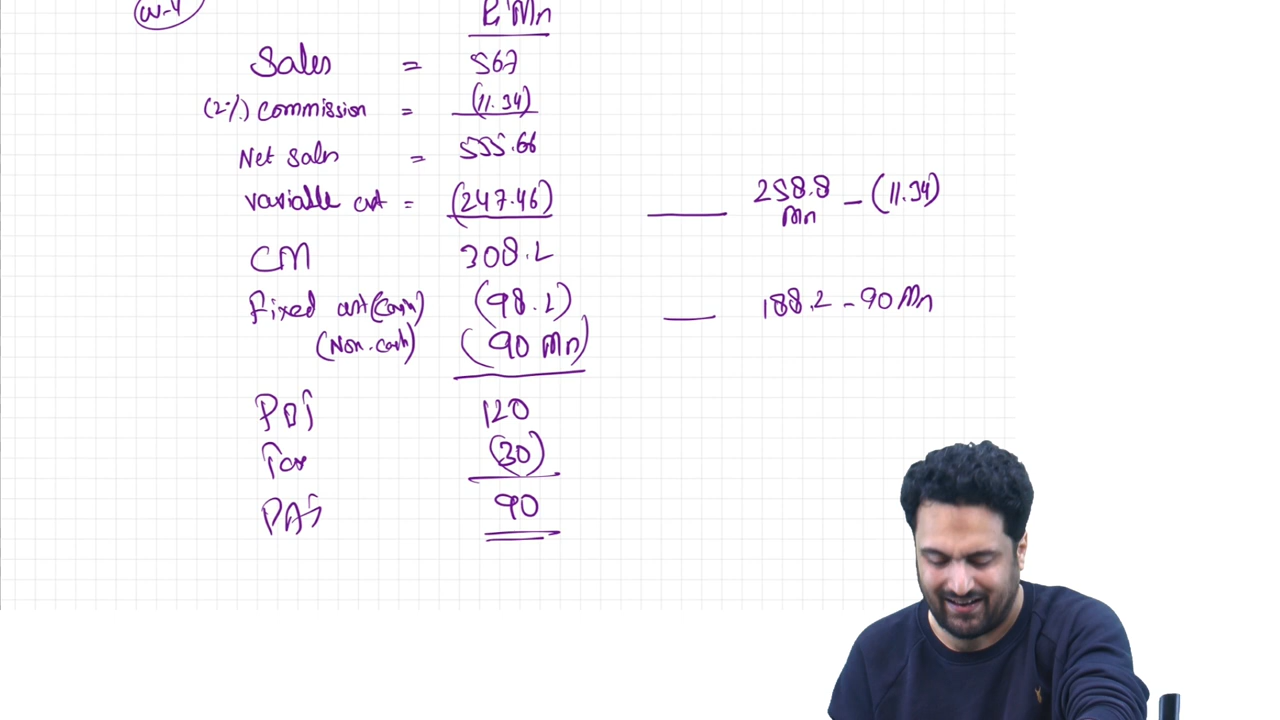 W-4
Mn
Sales = 567
(2%) Commission = (11.34)
Net sales = 555.66
variable cost = (247.46) 258.8 Mn - (11.34)
CM 308.2
Fixed cost (cash) (98.2) 188.2 - 90 Mn
(Non-cash) (90 Mn)
PBT 120
Tax (30)
PAT 90